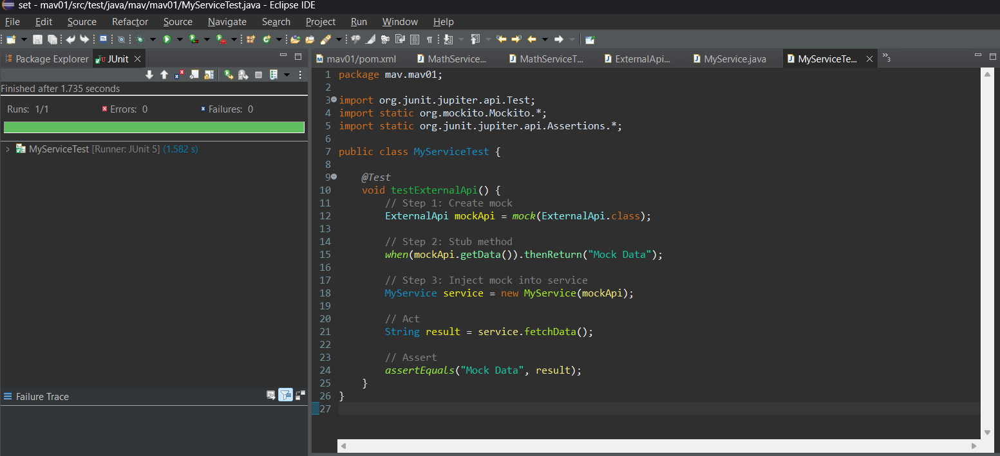 set - mav01/src/test/java/mav/mav01/MyServiceTest.java - Eclipse IDE
File Edit Source Refactor Source Navigate Search Project Run Window Help
Package Explorer JUnit
Finished after 1.735 seconds
Runs: 1/1 Errors: 0 Failures: 0
MyServiceTest [Runner: JUnit 5] (1.582 s)
Failure Trace
mav01/pom.xml MathService... MathServiceT... ExternalApi... MyService.java MyServiceTe... »3
1 package mav.mav01;
2
3 import org.junit.jupiter.api.Test;
4 import static org.mockito.Mockito.*;
5 import static org.junit.jupiter.api.Assertions.*;
6
7 public class MyServiceTest {
8
9 @Test
10 void testExternalApi() {
11 // Step 1: Create mock
12 ExternalApi mockApi = mock(ExternalApi.class);
13
14 // Step 2: Stub method
15 when(mockApi.getData()).thenReturn("Mock Data");
16
17 // Step 3: Inject mock into service
18 MyService service = new MyService(mockApi);
19
20 // Act
21 String result = service.fetchData();
22
23 // Assert
24 assertEquals("Mock Data", result);
25 }
26 }
27